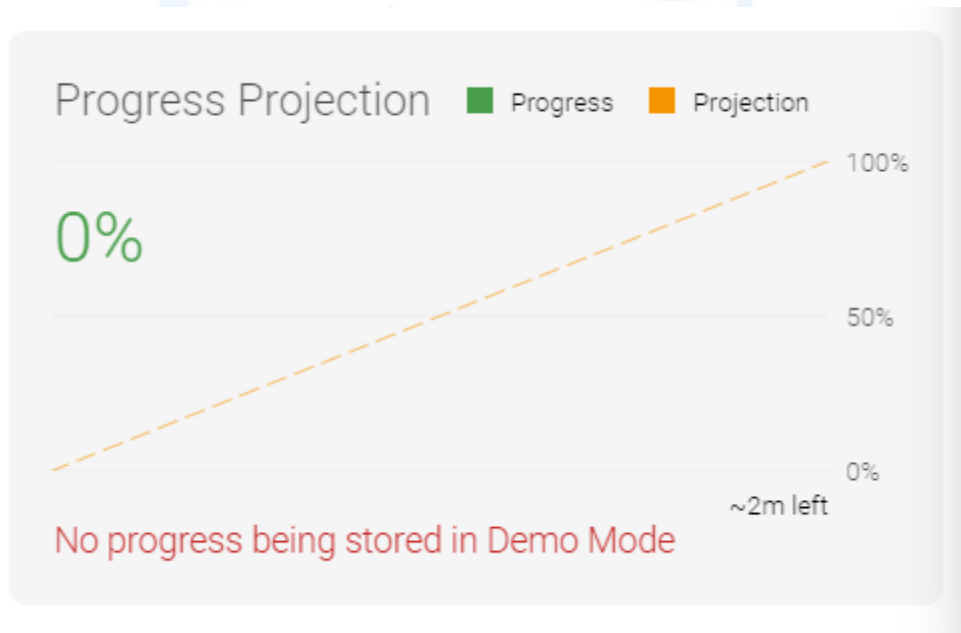 Progress Projection Progress Projection
100%
0%
50%
0%
~2m left
No progress being stored in Demo Mode